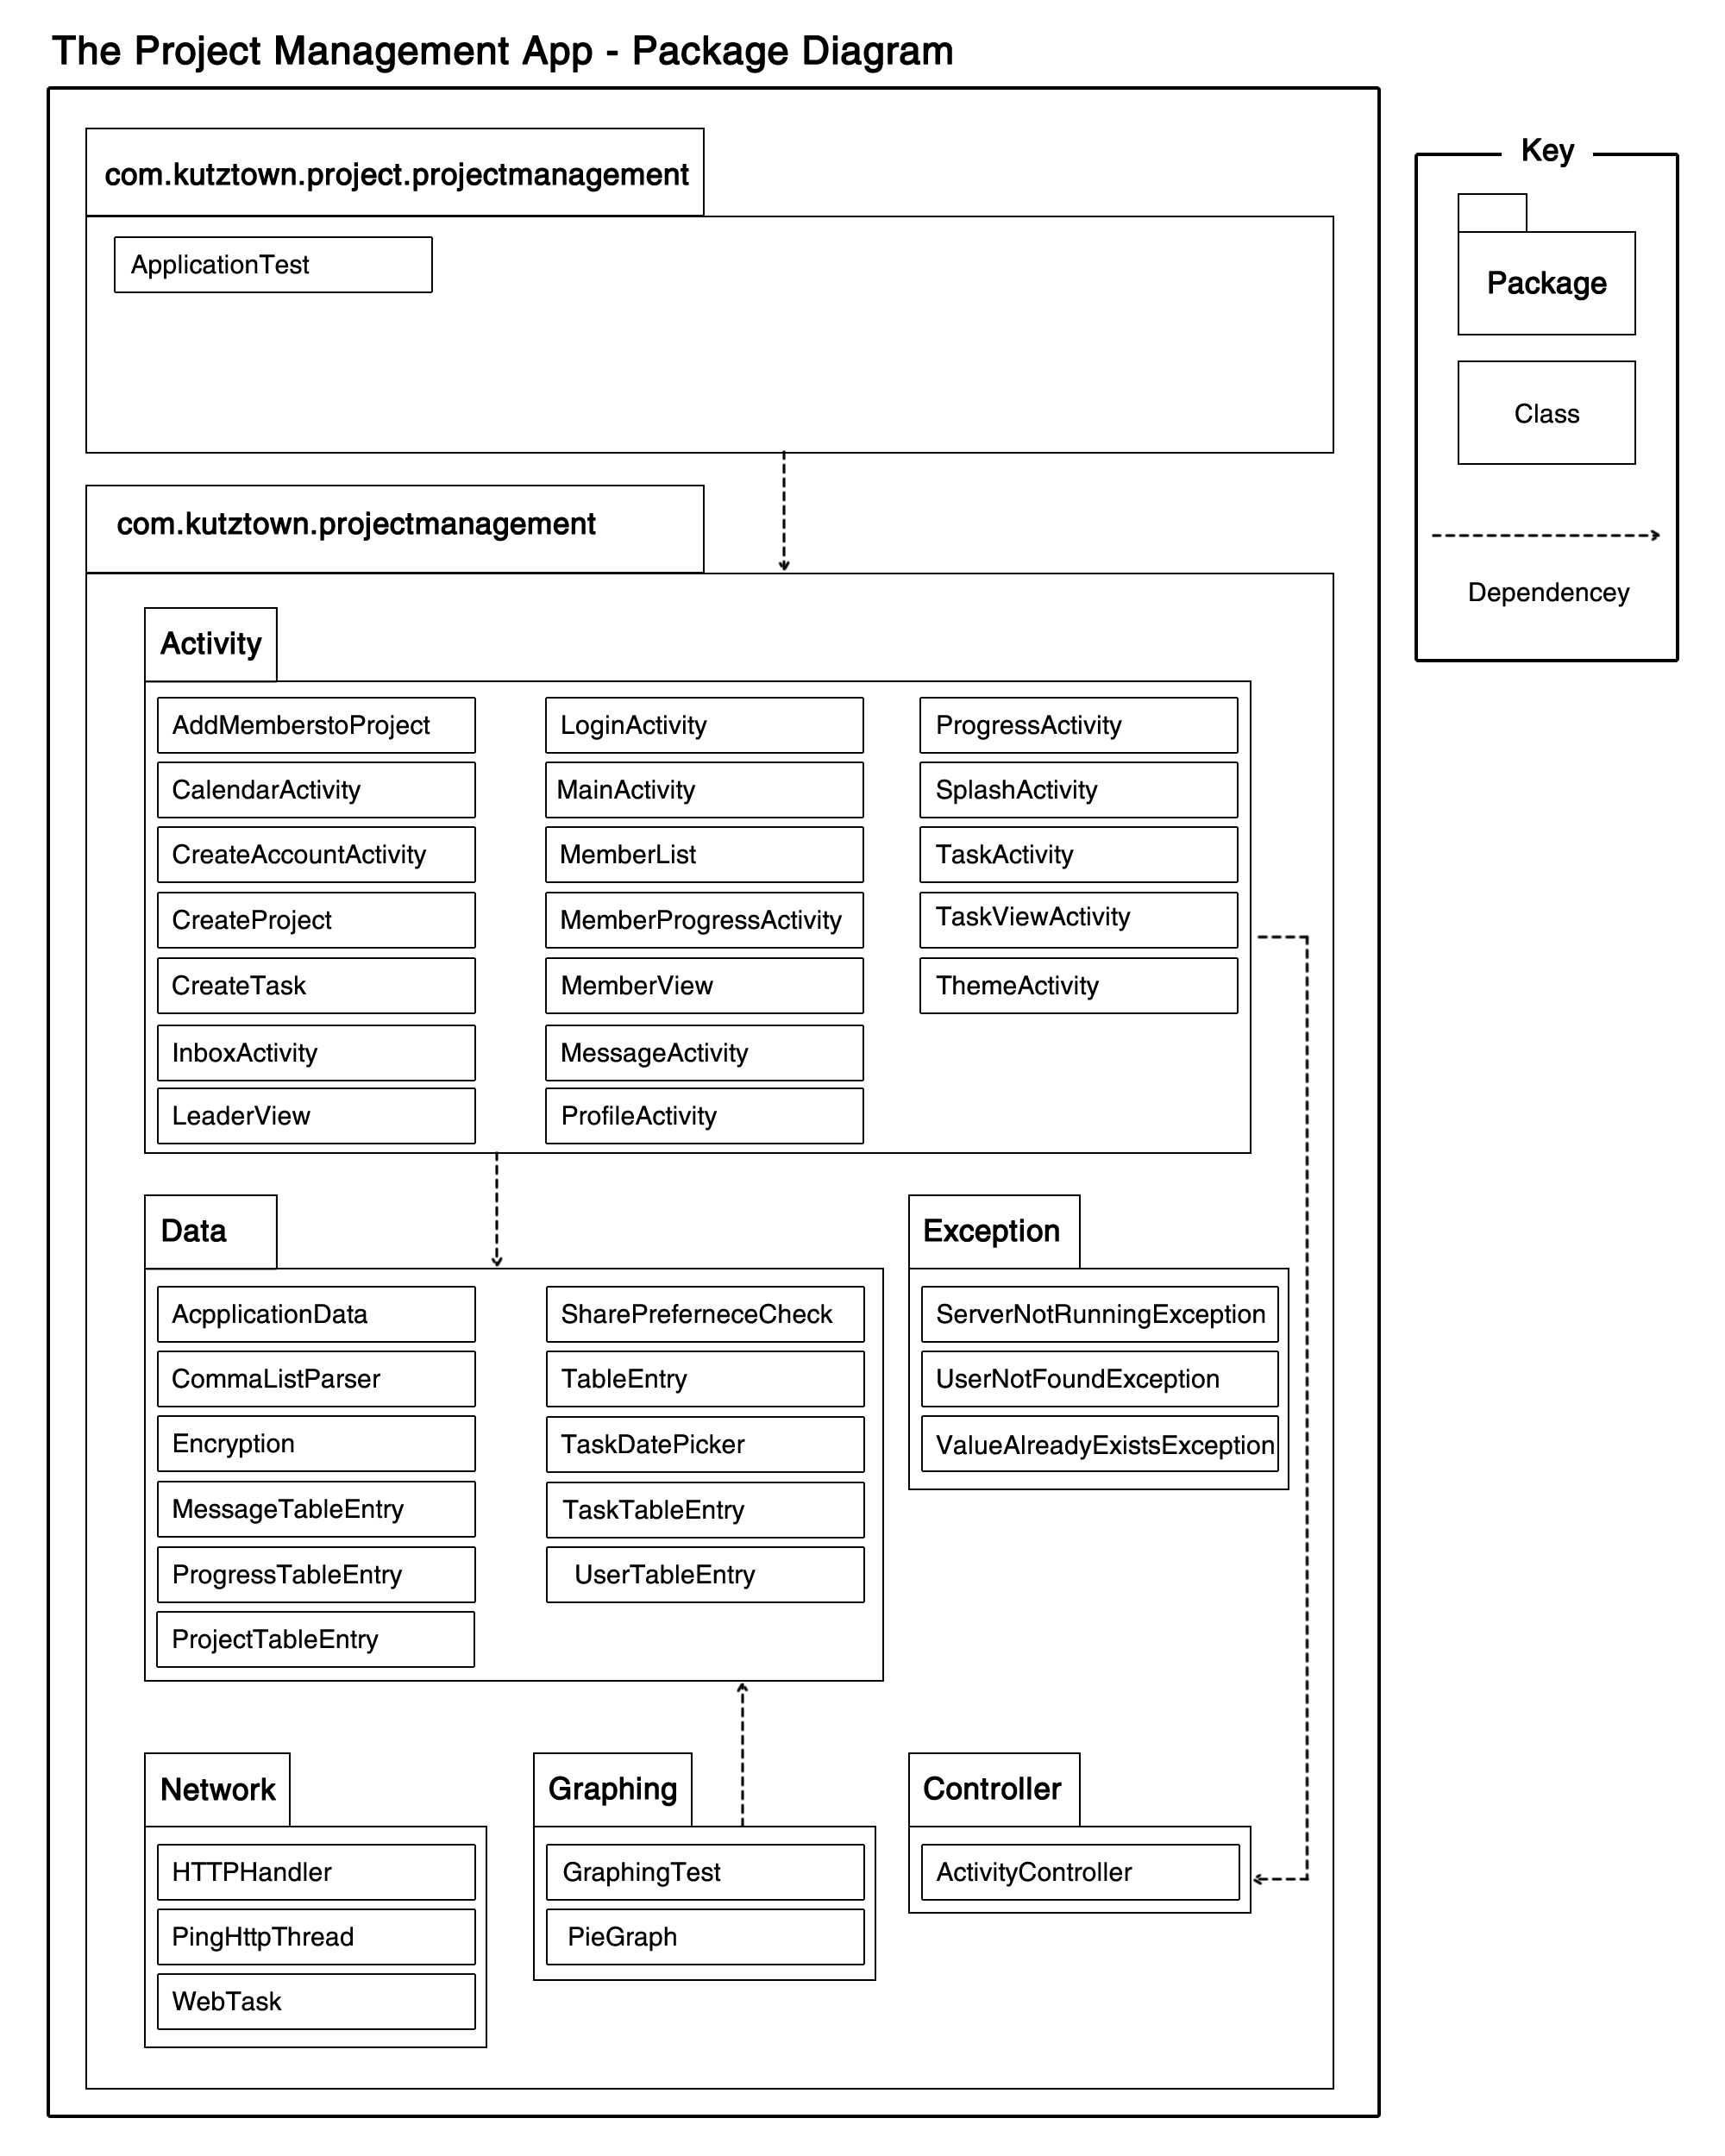 The Project Management App - Package Diagram
com.kutztown.project.projectmanagement
ApplicationTest
Key
Package
Class
Dependencey
com.kutztown.projectmanagement
Activity
AddMemberstoProject
CalendarActivity
CreateAccountActivity
CreateProject
CreateTask
InboxActivity
LeaderView
LoginActivity
MainActivity
MemberList
MemberProgressActivity
MemberView
MessageActivity
ProfileActivity
ProgressActivity
SplashActivity
TaskActivity
TaskViewActivity
ThemeActivity
Data
AcpplicationData
CommaListParser
Encryption
MessageTableEntry
ProgressTableEntry
ProjectTableEntry
SharePreferneceCheck
TableEntry
TaskDatePicker
TaskTableEntry
UserTableEntry
Exception
ServerNotRunningException
UserNotFoundException
ValueAlreadyExistsException
Network
HTTPHandler
PingHttpThread
WebTask
Graphing
GraphingTest
PieGraph
Controller
ActivityController